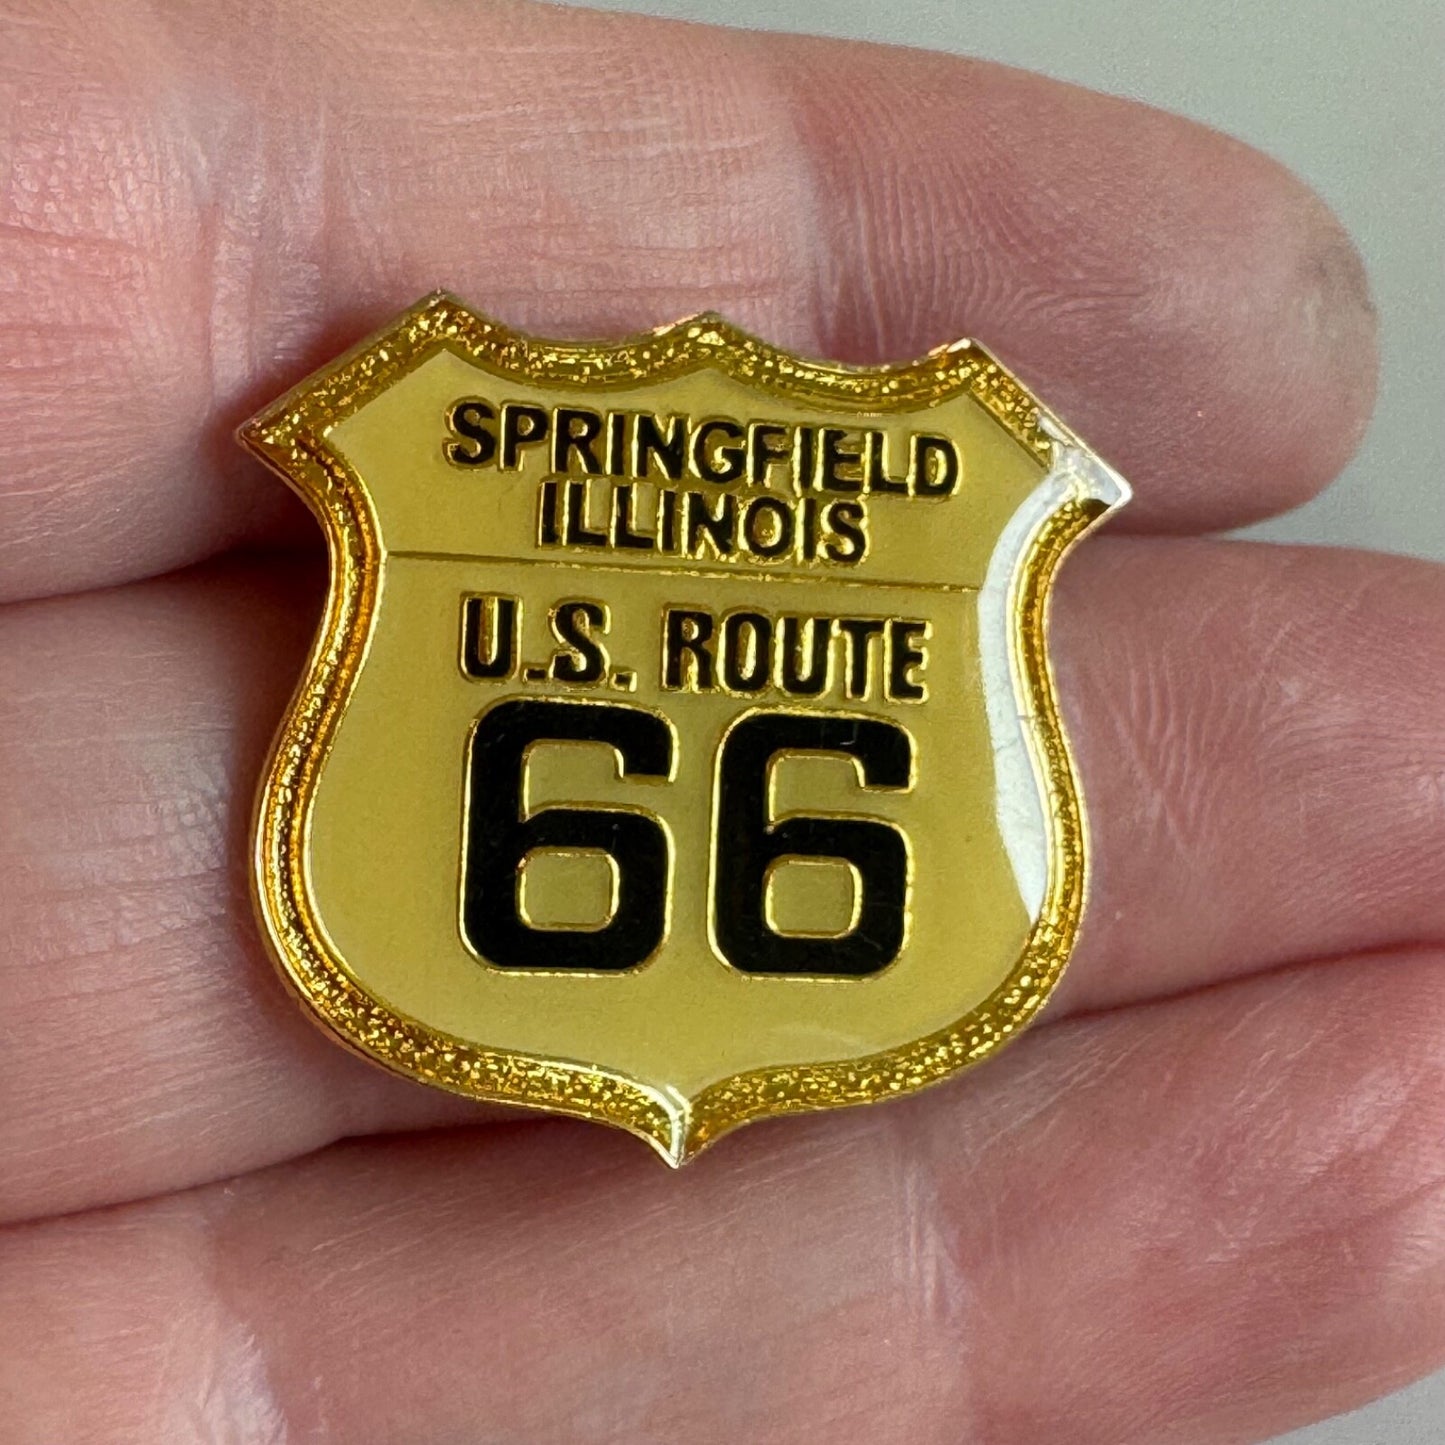 SPRINGFIELD
ILLINOIS
U.S. ROUTE
66